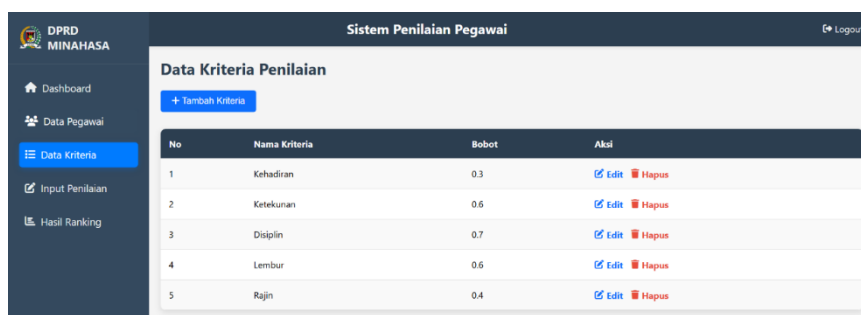 DPRD
MINAHASA
Sistem Penilaian Pegawai
Logout
Dashboard
Data Pegawai
Data Kriteria
Input Penilaian
Hasil Ranking
Data Kriteria Penilaian
+ Tambah Kriteria
No Nama Kriteria Bobot Aksi
1 Kehadiran 0.3 Edit Hapus
2 Ketekunan 0.6 Edit Hapus
3 Disiplin 0.7 Edit Hapus
4 Lembur 0.6 Edit Hapus
5 Rajin 0.4 Edit Hapus